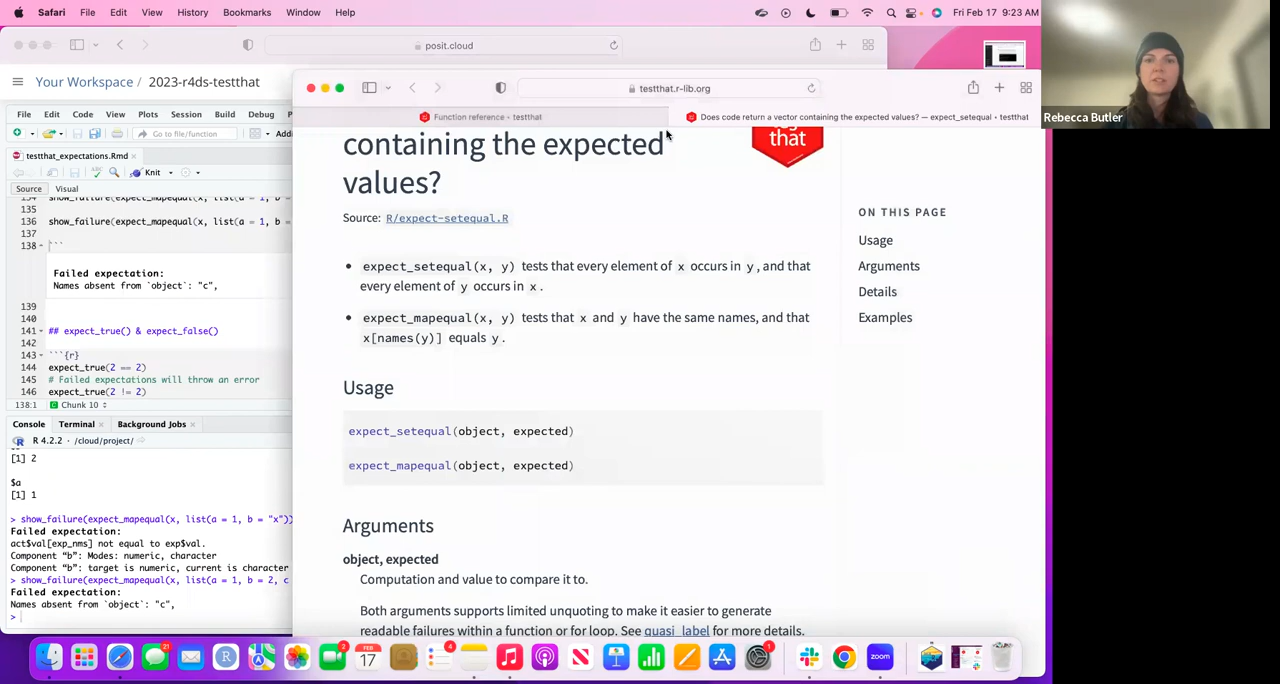 Safari File Edit View History Bookmarks Window Help Fri Feb 17 9:23 AM
posit.cloud
Your Workspace / 2023-r4ds-testthat
File Edit Code View Plots Session Build Debug
Go to file/function
testthat_expectations.Rmd
Knit
Source Visual
135
136 show_failure(expect_mapequal(x, list(a = 1, b =
137
138 ```
Failed expectation:
Names absent from `object`: "c",
139
140
141 ## expect_true() & expect_false()
142
143 ```{r}
144 expect_true(2 == 2)
145 # Failed expectations will throw an error
146 expect_true(2 != 2)
138:1 Chunk 10
Console Terminal Background Jobs
R 4.2.2 · /cloud/project/
[1] 2
$a
[1] 1
> show_failure(expect_mapequal(x, list(a = 1, b = "x"))
Failed expectation:
act$val[exp_nms] not equal to exp$val.
Component “b”: Modes: numeric, character
Component “b”: target is numeric, current is character
> show_failure(expect_mapequal(x, list(a = 1, b = 2, c
Failed expectation:
Names absent from `object`: "c",
>
testthat.r-lib.org
Function reference • testthat
Does code return a vector containing the expected values? — expect_setequal • testthat
containing the expected
values?
that
Source: R/expect-setequal.R
• expect_setequal(x, y) tests that every element of x occurs in y, and that
every element of y occurs in x.
• expect_mapequal(x, y) tests that x and y have the same names, and that
x[names(y)] equals y.
Usage
expect_setequal(object, expected)
expect_mapequal(object, expected)
Arguments
object, expected
Computation and value to compare it to.
Both arguments supports limited unquoting to make it easier to generate
readable failures within a function or for loop. See quasi_label for more details.
ON THIS PAGE
Usage
Arguments
Details
Examples
Rebecca Butler
21
2
FEB
17
4
1
zoom